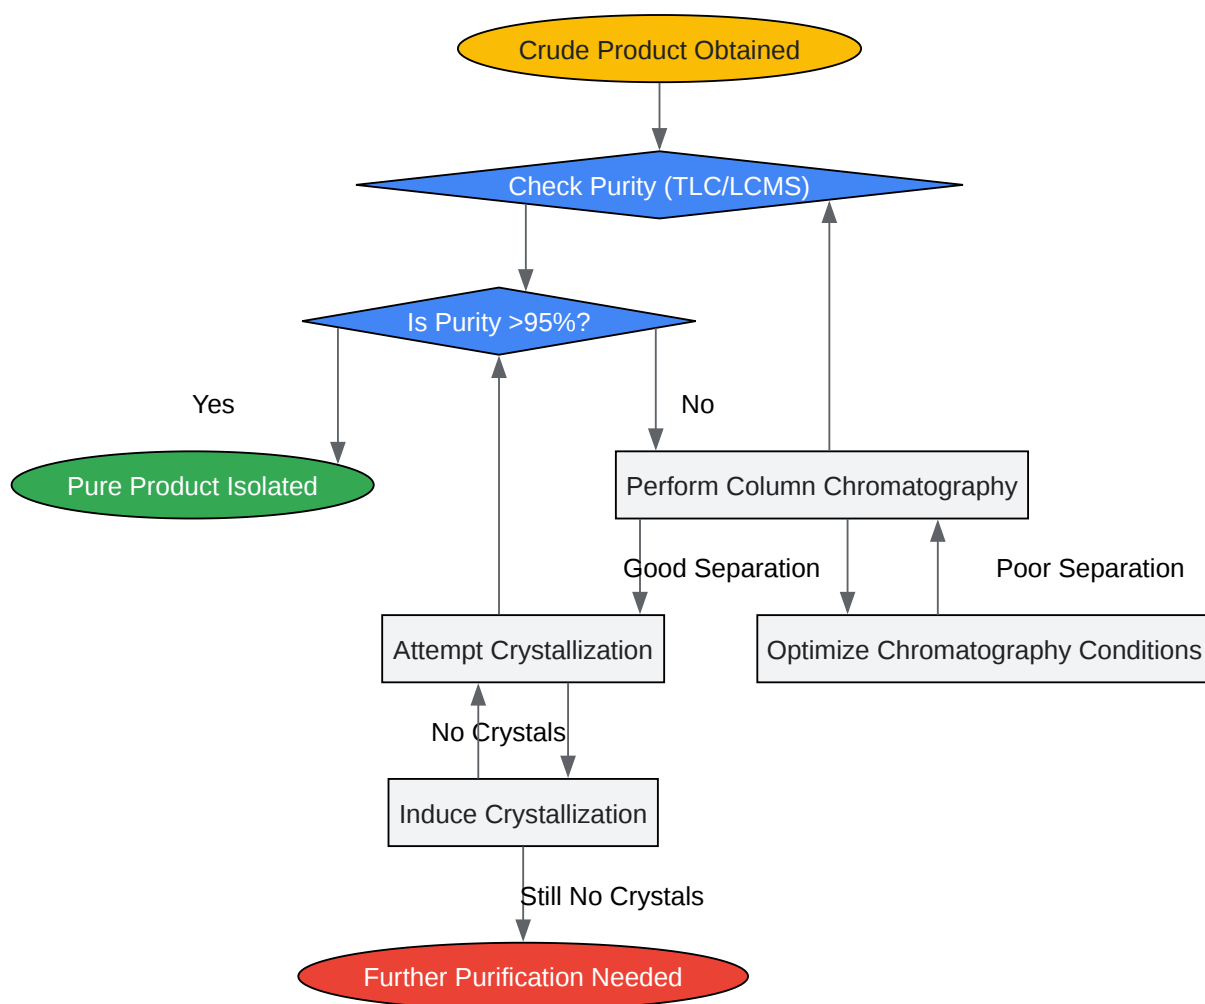 Crude Product Obtained
Check Purity (TLC/LCMS)
Is Purity >95%?
Yes
No
Pure Product Isolated
Perform Column Chromatography
Good Separation
Poor Separation
Attempt Crystallization
Optimize Chromatography Conditions
No Crystals
Induce Crystallization
Still No Crystals
Further Purification Needed